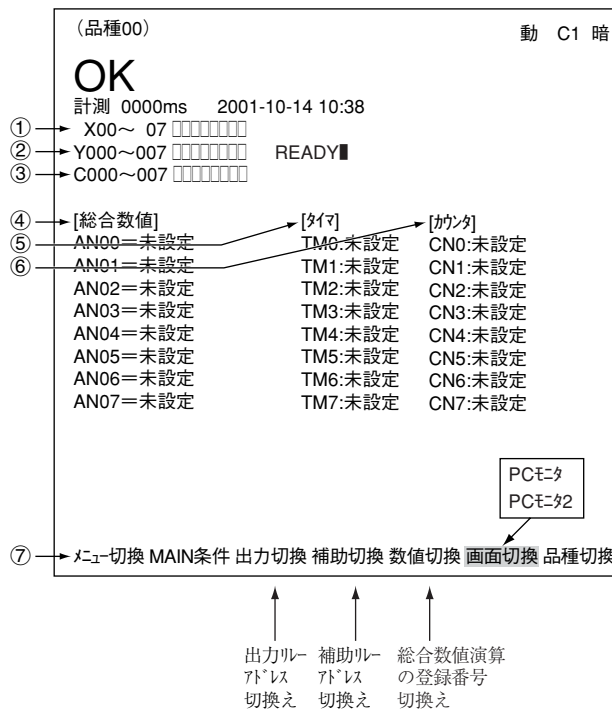 （品種00）
動 C1 暗
OK
計測 0000ms 2001-10-14 10:38
① X00～ 07 □□□□□□□□
② Y000～007 □□□□□□□□ READY■
③ C000～007 □□□□□□□□
④ [総合数値] [ﾀｲﾏ] [ｶｳﾝﾀ]
⑤ AN00＝未設定 TM0:未設定 CN0:未設定
⑥ AN01＝未設定 TM1:未設定 CN1:未設定
AN02＝未設定 TM2:未設定 CN2:未設定
AN03＝未設定 TM3:未設定 CN3:未設定
AN04＝未設定 TM4:未設定 CN4:未設定
AN05＝未設定 TM5:未設定 CN5:未設定
AN06＝未設定 TM6:未設定 CN6:未設定
AN07＝未設定 TM7:未設定 CN7:未設定
PCﾓﾆﾀ
PCﾓﾆﾀ2
⑦ ﾒﾆｭｰ切換 MAIN条件 出力切換 補助切換 数値切換 画面切換 品種切換
出力ﾘﾚｰ 補助ﾘﾚｰ 総合数値演算
ｱﾄﾞﾚｽ ｱﾄﾞﾚｽ の登録番号
切換え 切換え 切換え